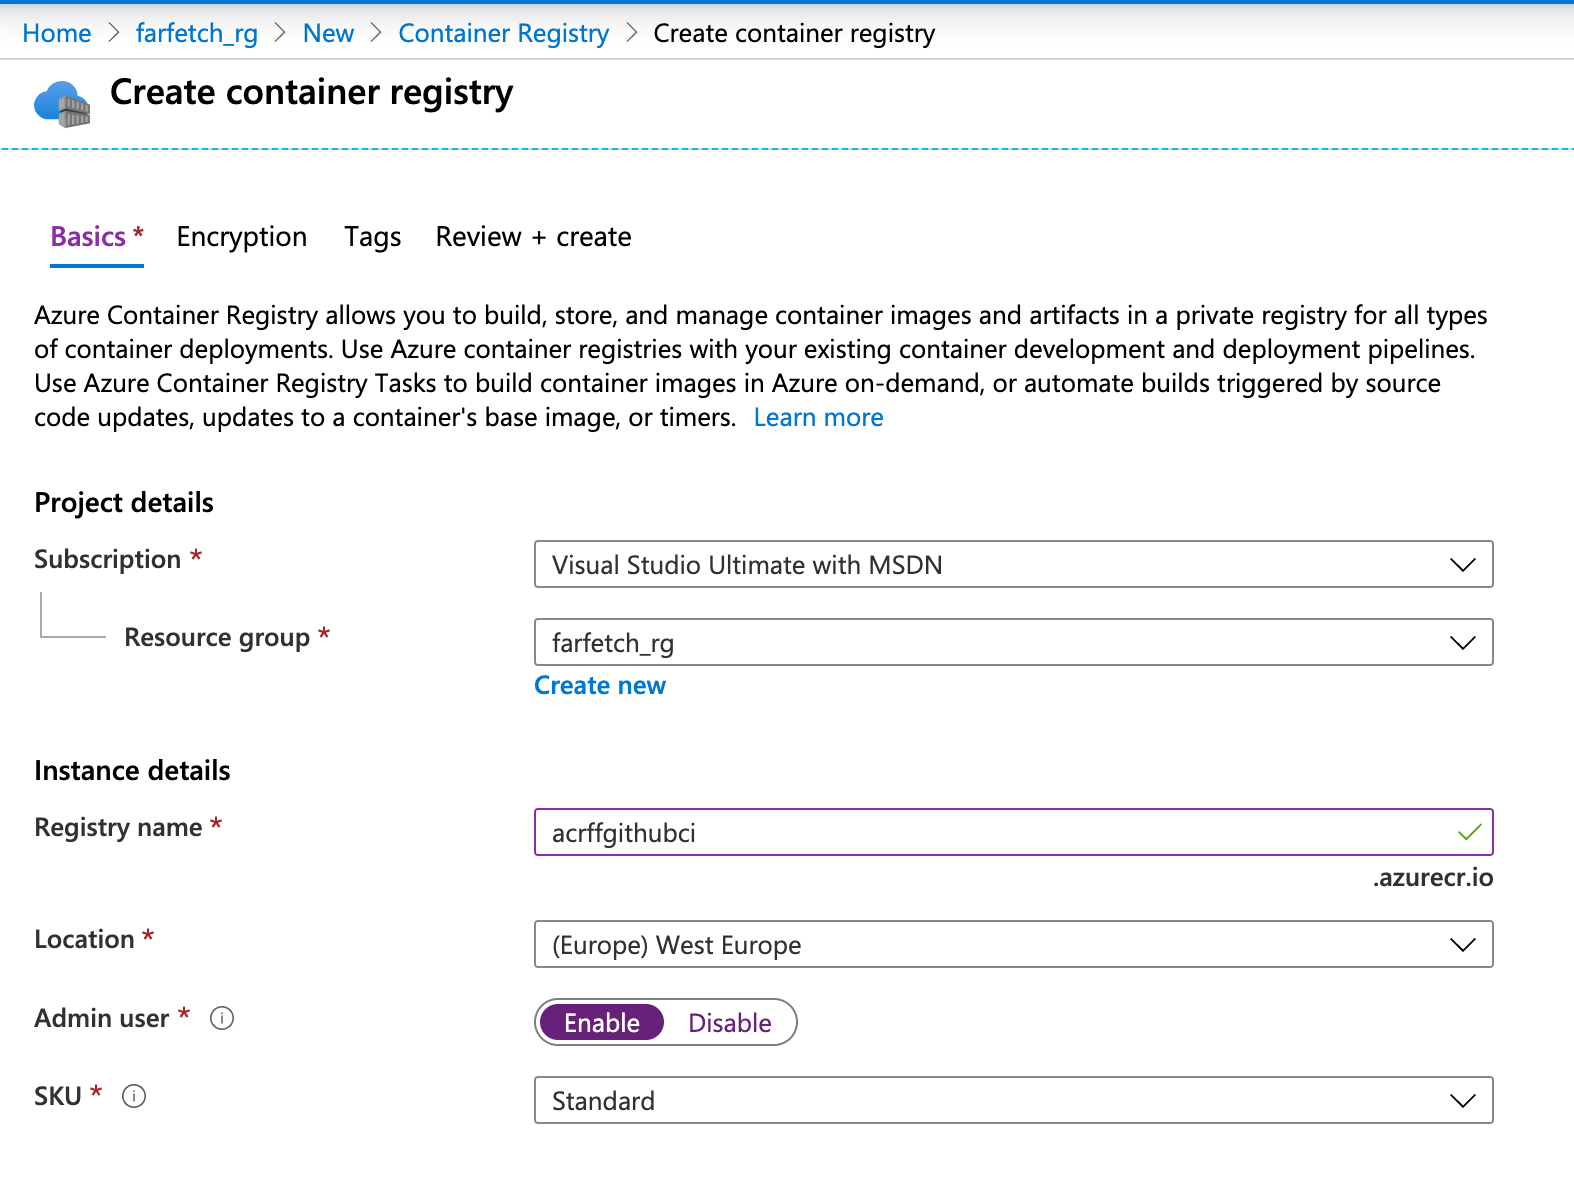 Home > farfetch_rg > New > Container Registry > Create container registry
Create container registry
Basics * Encryption Tags Review + create
Azure Container Registry allows you to build, store, and manage container images and artifacts in a private registry for all types
of container deployments. Use Azure container registries with your existing container development and deployment pipelines.
Use Azure Container Registry Tasks to build container images in Azure on-demand, or automate builds triggered by source
code updates, updates to a container's base image, or timers. Learn more
Project details
Subscription *
Visual Studio Ultimate with MSDN
Resource group *
farfetch_rg
Create new
Instance details
Registry name *
acrffgithubci
.azurecr.io
Location *
(Europe) West Europe
Admin user *
Enable Disable
SKU *
Standard